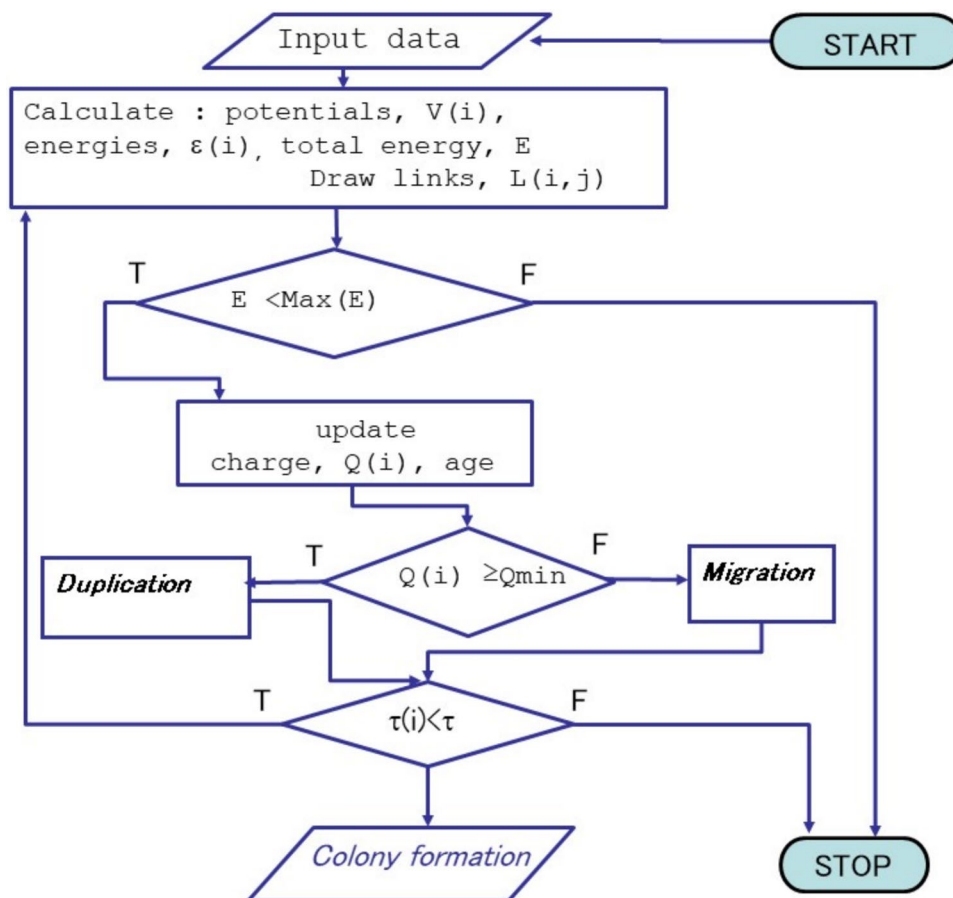 Input data
START
Calculate : potentials, V(i),
energies, ε(i), total energy, E
Draw links, L(i,j)
T
F
E <Max(E)
update
charge, Q(i), age
T
F
Q(i) ≥Qmin
Duplication
Migration
T
F
τ(i)<τ
Colony formation
STOP